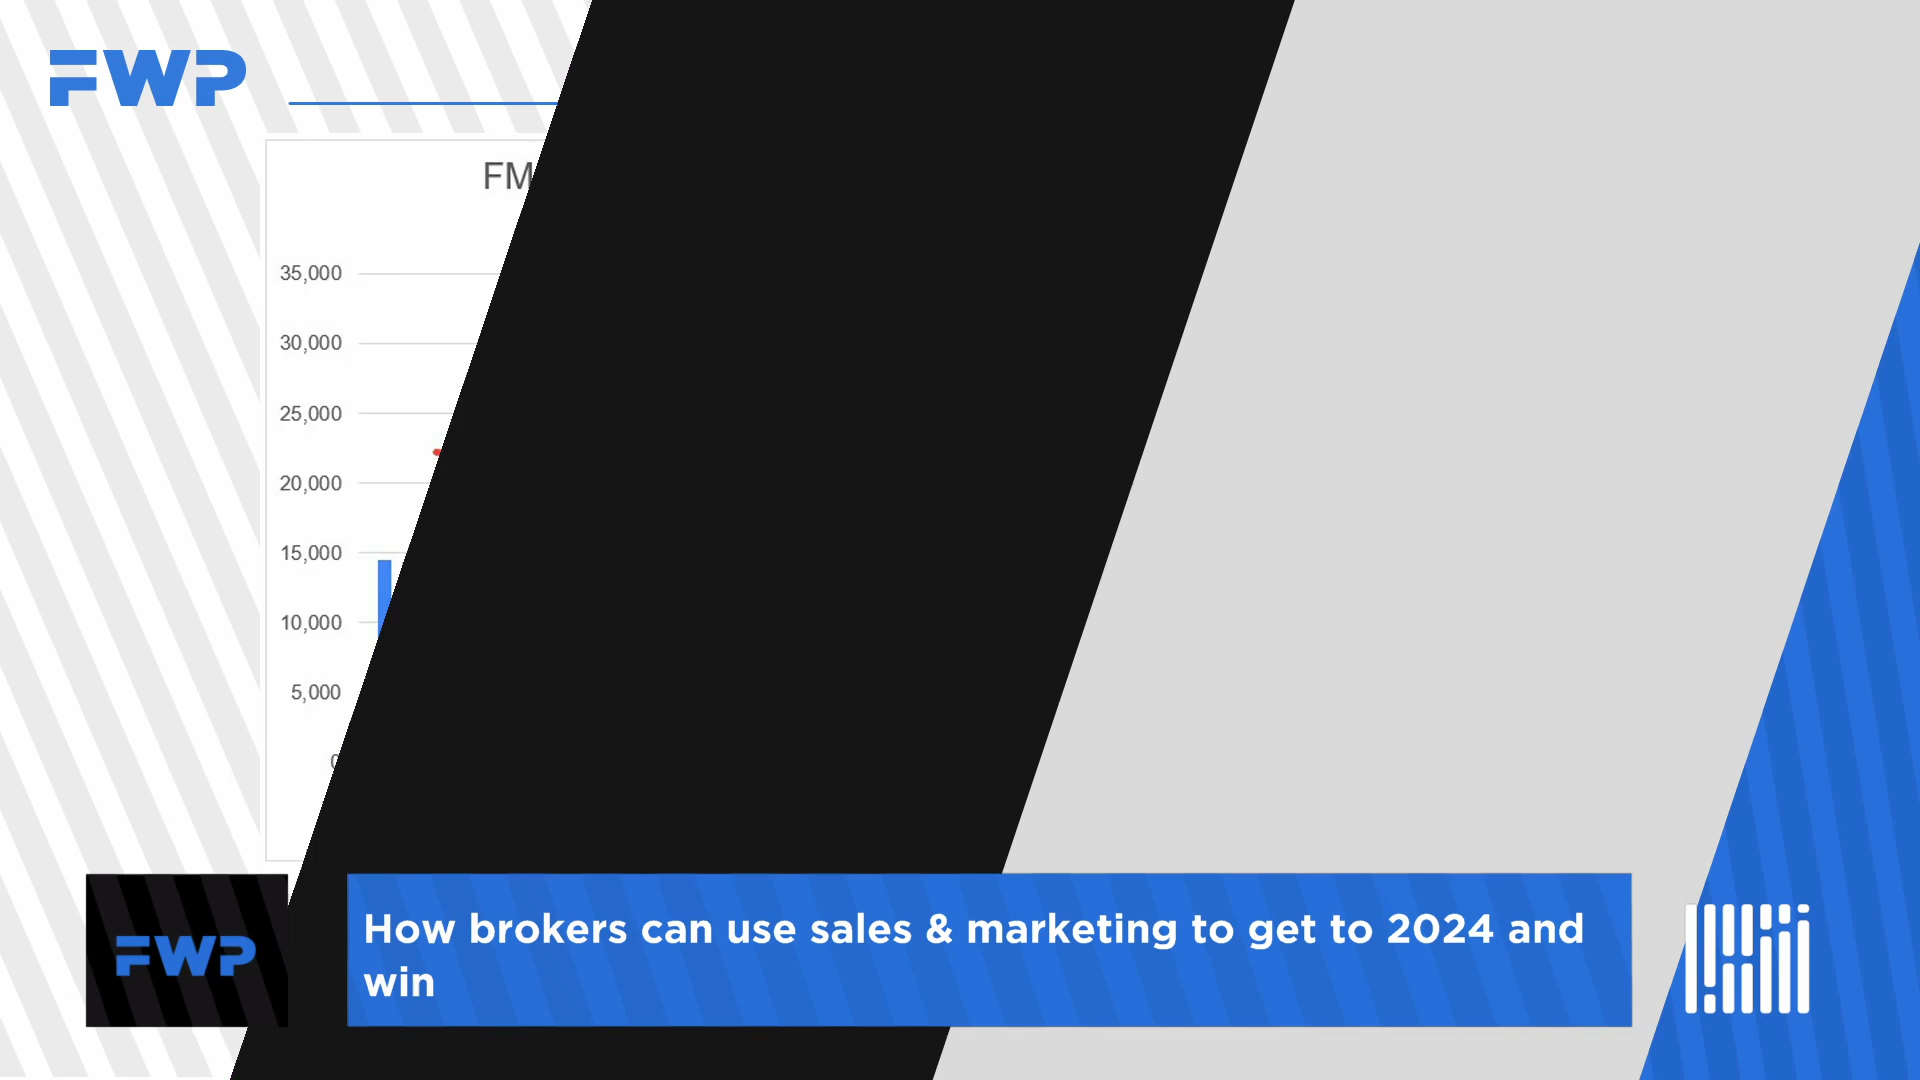 FWP
FM
35,000
30,000
25,000
20,000
15,000
10,000
5,000
FWP
How brokers can use sales & marketing to get to 2024 and
win